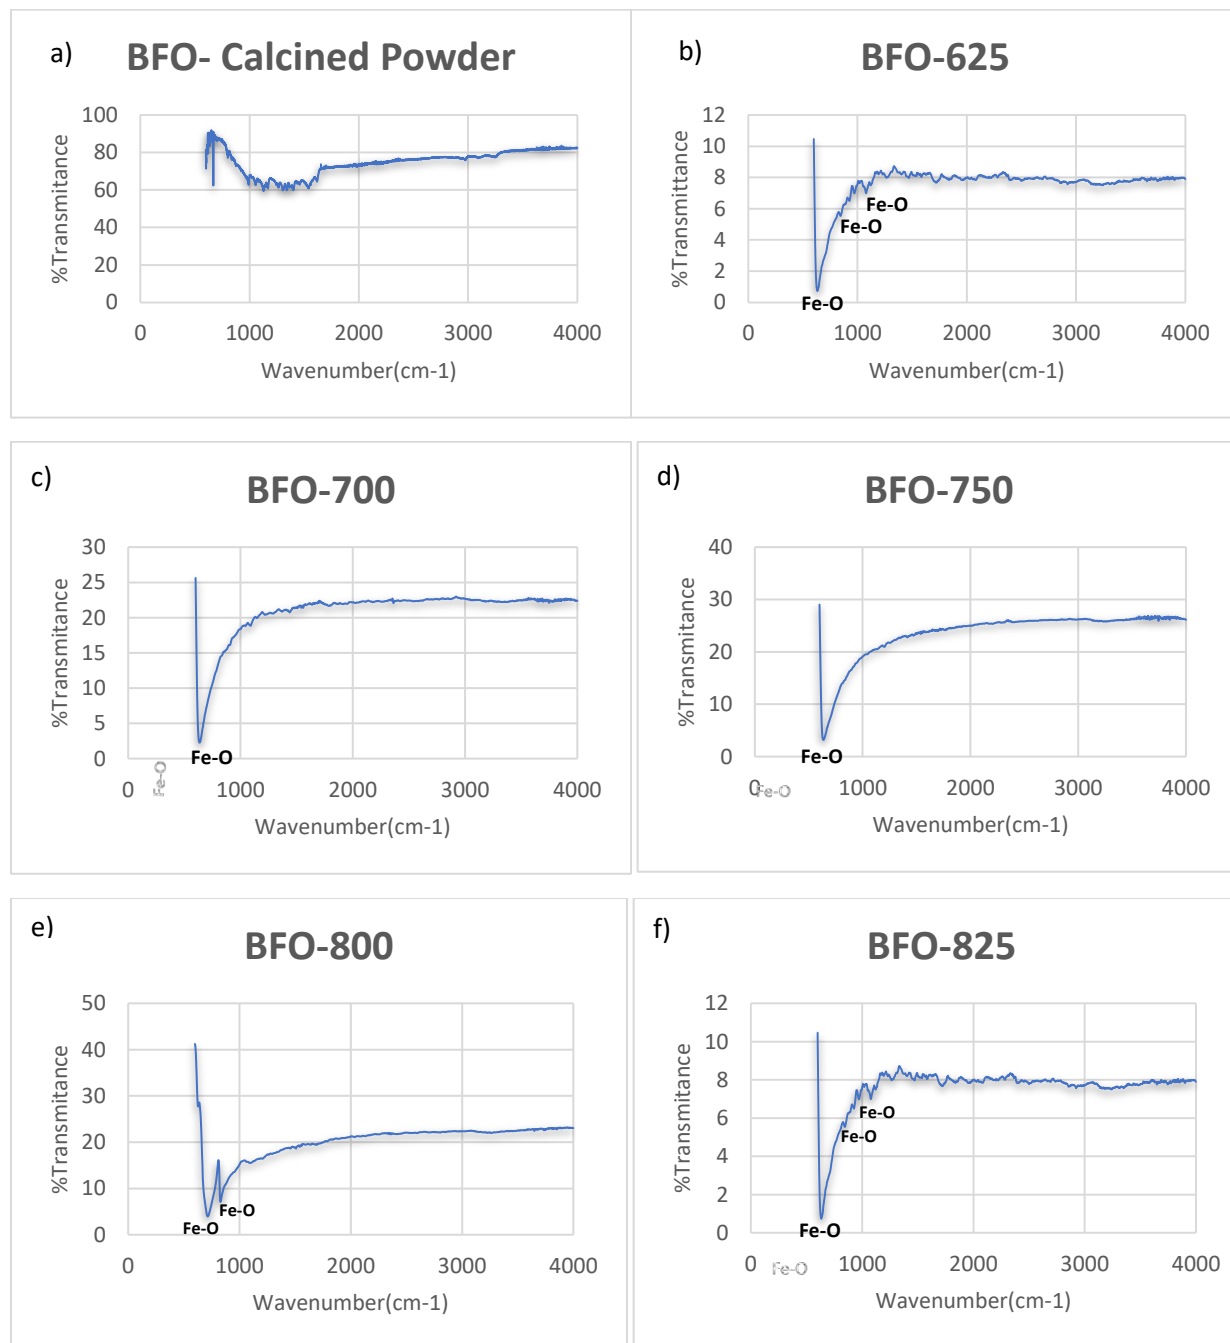 a)
BFO- Calcined Powder
%Transmitance
100
80
60
40
20
0
0 1000 2000 3000 4000
Wavenumber(cm-1)
b)
BFO-625
%Transmittance
12
10
8
6
4
2
0
Fe-O
Fe-O
Fe-O
0 1000 2000 3000 4000
Wavenumber(cm-1)
c)
BFO-700
%Transmitance
30
25
20
15
10
5
0
Fe-O
Fe-O
0 1000 2000 3000 4000
Wavenumber(cm-1)
d)
BFO-750
%Transmitance
40
30
20
10
0
Fe-O
0 1000 2000 3000 4000
Fe-O
Wavenumber(cm-1)
e)
BFO-800
%Transmitance
50
40
30
20
10
0
Fe-O
Fe-O
0 1000 2000 3000 4000
Wavenumber(cm-1)
f)
BFO-825
%Transmitance
12
10
8
6
4
2
0
Fe-O
Fe-O
Fe-O
Fe-O
0 1000 2000 3000 4000
Wavenumber(cm-1)